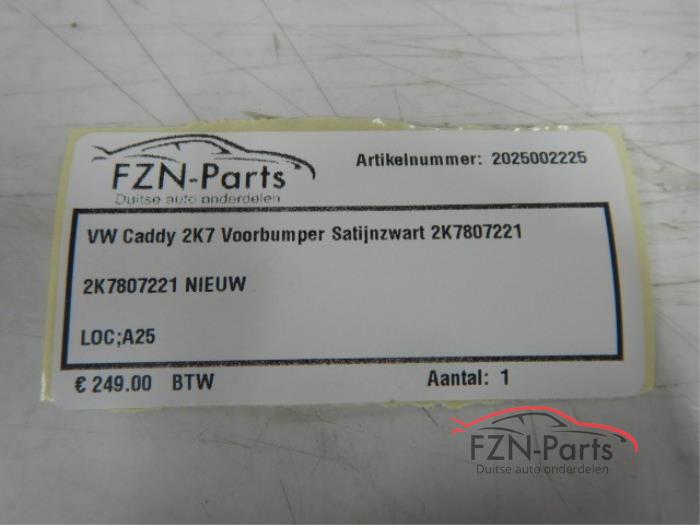 FZN-Parts
Duitse auto onderdelen
Artikelnummer: 2025002225
VW Caddy 2K7 Voorbumper Satijnzwart 2K7807221
2K7807221 NIEUW
LOC;A25
€ 249.00 BTW
Aantal: 1
FZN-Parts
Duitse auto onderdelen